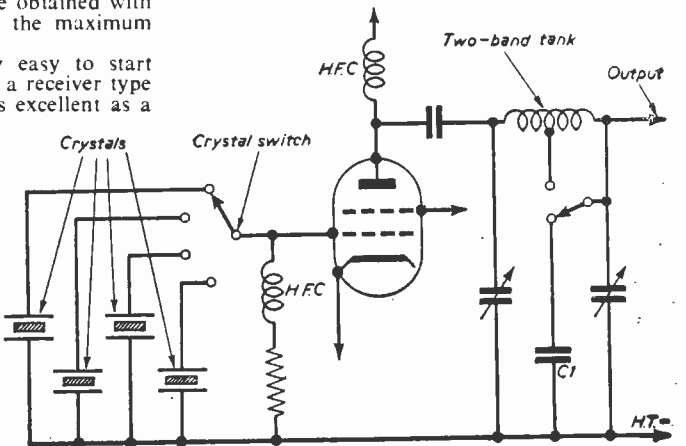 e obtained with
the maximum
easy to start
a receiver type
s excellent as a
H.F.C
Two-band tank
Output
Crystals
Crystal switch
H.F.C
C1
H.T.-